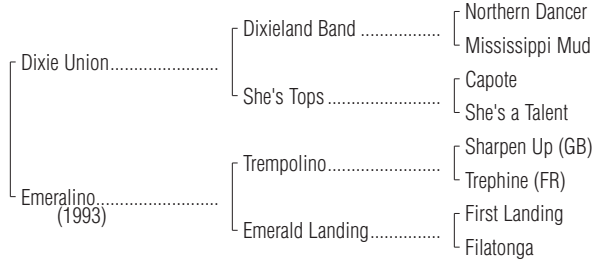 Northern Dancer
Dixieland Band ..................
Mississippi Mud
Dixie Union........................
Capote
She's Tops .........................
She's a Talent
Sharpen Up (GB)
Trempolino.........................
Trephine (FR)
Emeralino...........................
(1993)
First Landing
Emerald Landing................
Filatonga